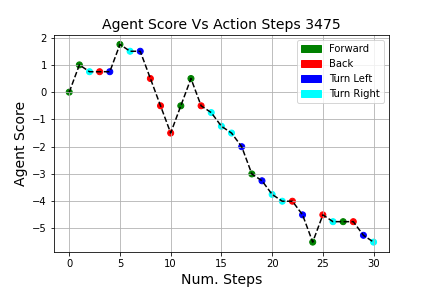 Agent Score Vs Action Steps 3475
Forward
Back
Turn Left
Turn Right
2
1
0
−1
−2
−3
−4
−5
Agent Score
0 5 10 15 20 25 30
Num. Steps